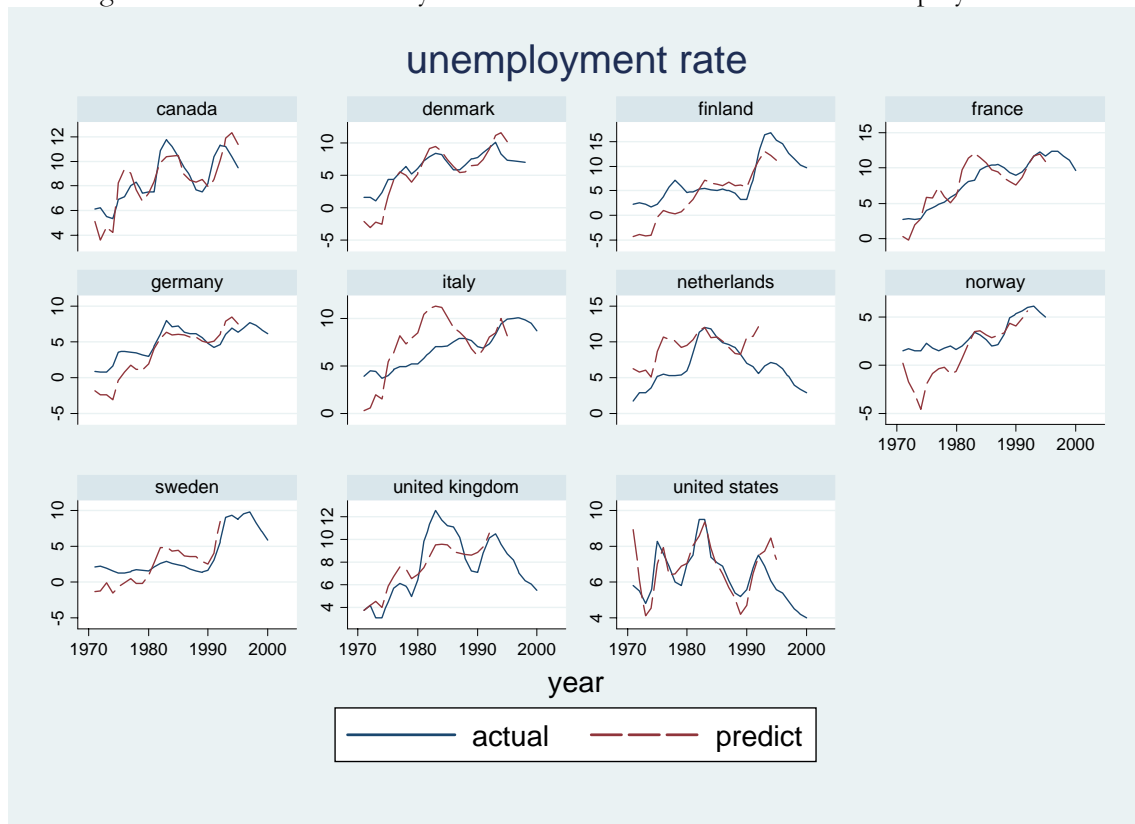 unemployment rate
canada
4 6 8 10 12
denmark
-5 0 5 10
finland
-5 0 5 10 15
france
0 5 10 15
germany
-5 0 5 10
italy
0 5 10
netherlands
0 5 10 15
norway
-5 0 5
1970 1980 1990 2000
sweden
-5 0 5 10
1970 1980 1990 2000
united kingdom
4 6 8 10 12
1970 1980 1990 2000
united states
4 6 8 10
1970 1980 1990 2000
year
actual predict